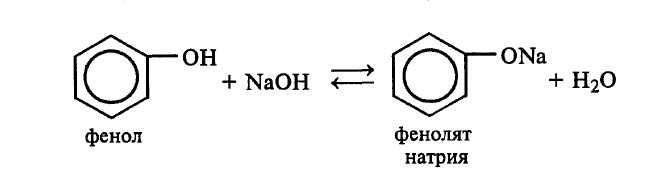 OH + NaOH ⇄ ONa + H₂O
фенол фенолят
натрия